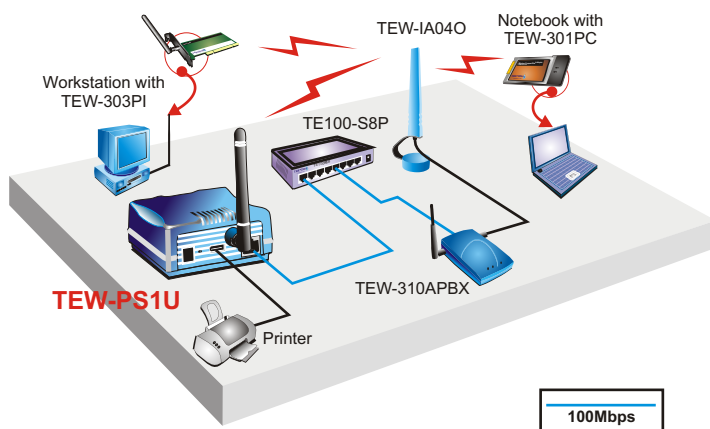 Notebook with
TEW-301PC
TEW-IA04O
Workstation with
TEW-303PI
TE100-S8P
TEW-310APBX
TEW-PS1U
Printer
100Mbps